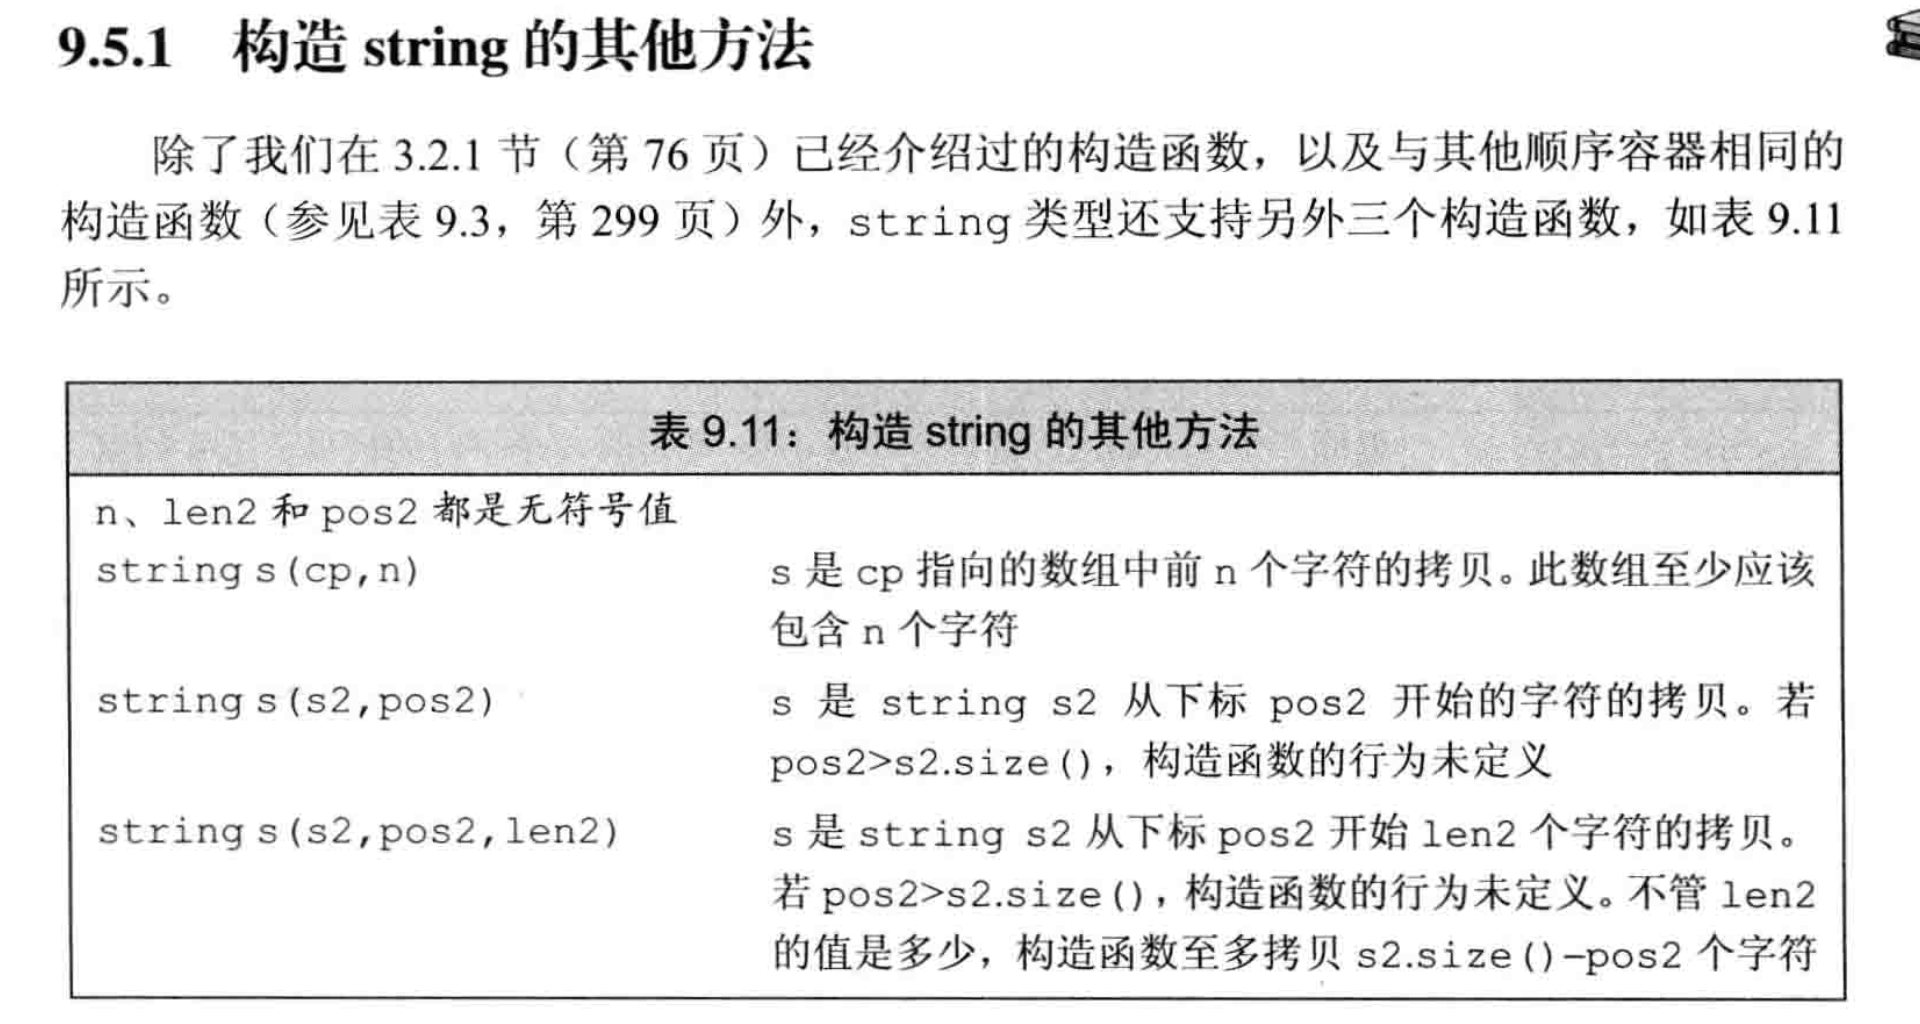 9.5.1 构造 string 的其他方法
除了我们在 3.2.1 节（第 76 页）已经介绍过的构造函数，以及与其他顺序容器相同的
构造函数（参见表 9.3，第 299 页）外，string 类型还支持另外三个构造函数，如表 9.11
所示。
表 9.11：构造 string 的其他方法
n、len2 和 pos2 都是无符号值
string s(cp,n) s 是 cp 指向的数组中前 n 个字符的拷贝。此数组至少应该
包含 n 个字符
string s(s2,pos2) s 是 string s2 从下标 pos2 开始的字符的拷贝。若
pos2>s2.size()，构造函数的行为未定义
string s(s2,pos2,len2) s 是 string s2 从下标 pos2 开始 len2 个字符的拷贝。
若 pos2>s2.size()，构造函数的行为未定义。不管 len2
的值是多少，构造函数至多拷贝 s2.size()-pos2 个字符